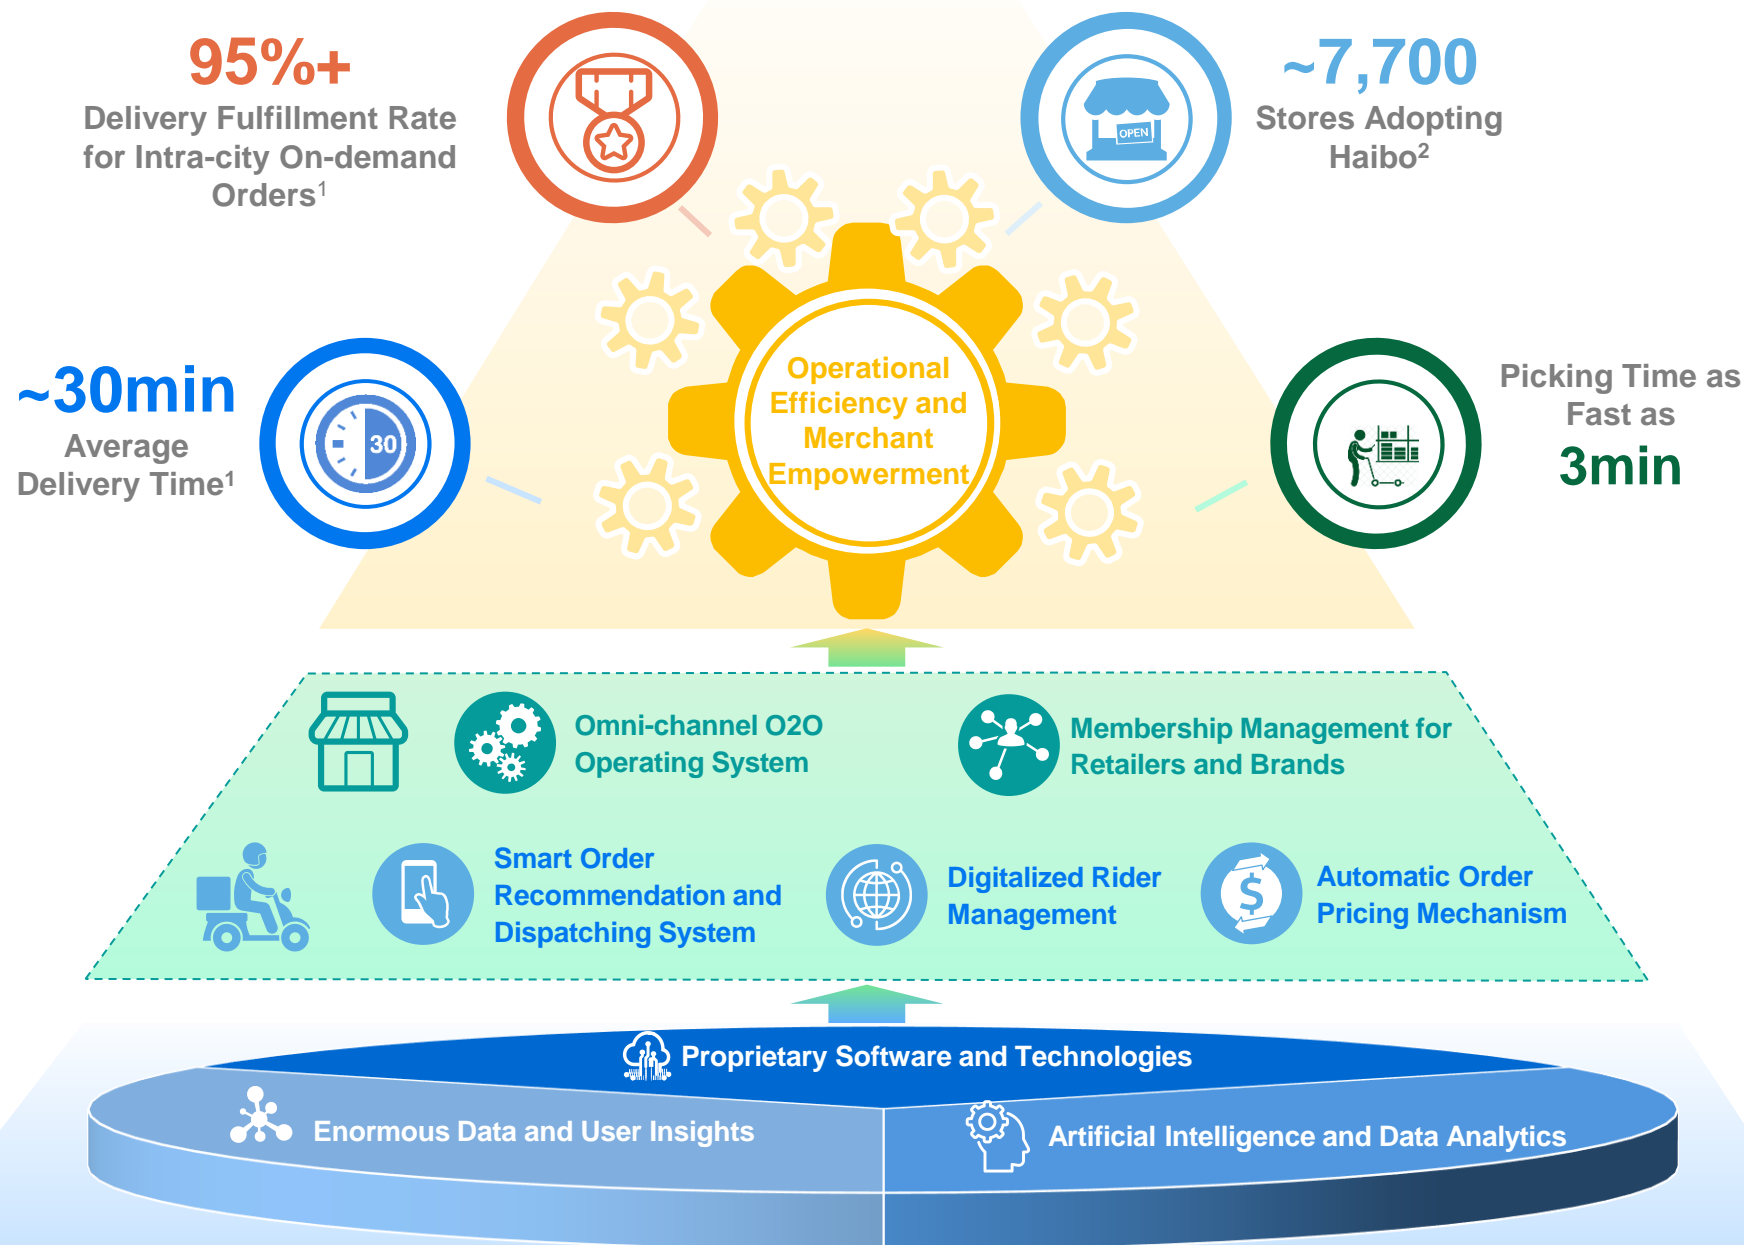 95%+
Delivery Fulfillment Rate
for Intra-city On-demand
Orders1
~7,700
Stores Adopting
Haibo2
OPEN
~30min
Average
Delivery Time1
30
Operational
Efficiency and
Merchant
Empowerment
Picking Time as
Fast as
3min
Omni-channel O2O
Operating System
Membership Management for
Retailers and Brands
Smart Order
Recommendation and
Dispatching System
Digitalized Rider
Management
$
Automatic Order
Pricing Mechanism
Proprietary Software and Technologies
Enormous Data and User Insights
Artificial Intelligence and Data Analytics